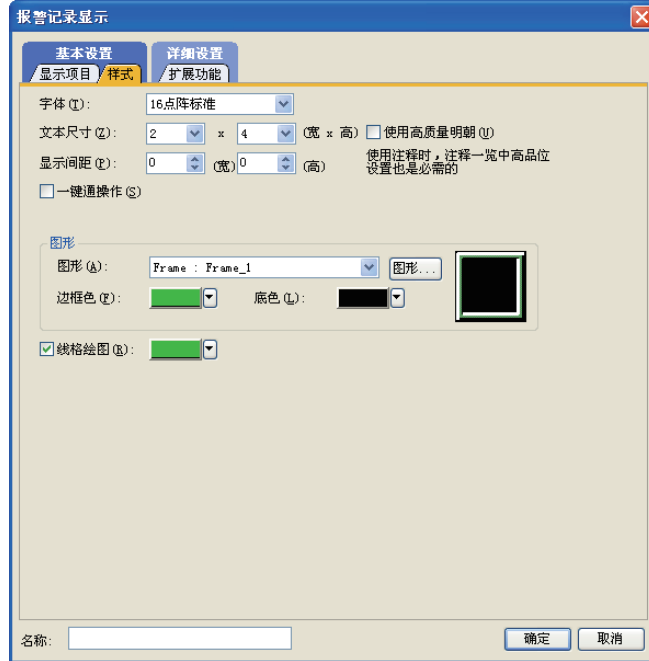 报警记录显示
基本设置 详细设置
显示项目 样式 扩展功能
字体(T): 16点阵标准
文本尺寸(Z): 2 x 4 (宽 x 高) 使用高质量明朝(U)
显示间距(P): 0 (宽) 0 (高) 使用注释时，注释一览中高品位
设置也是必需的
一键通操作(S)
图形
图形(A): Frame : Frame_1 图形...
边框色(F): 底色(L):
线格绘图(R):
名称: 确定 取消